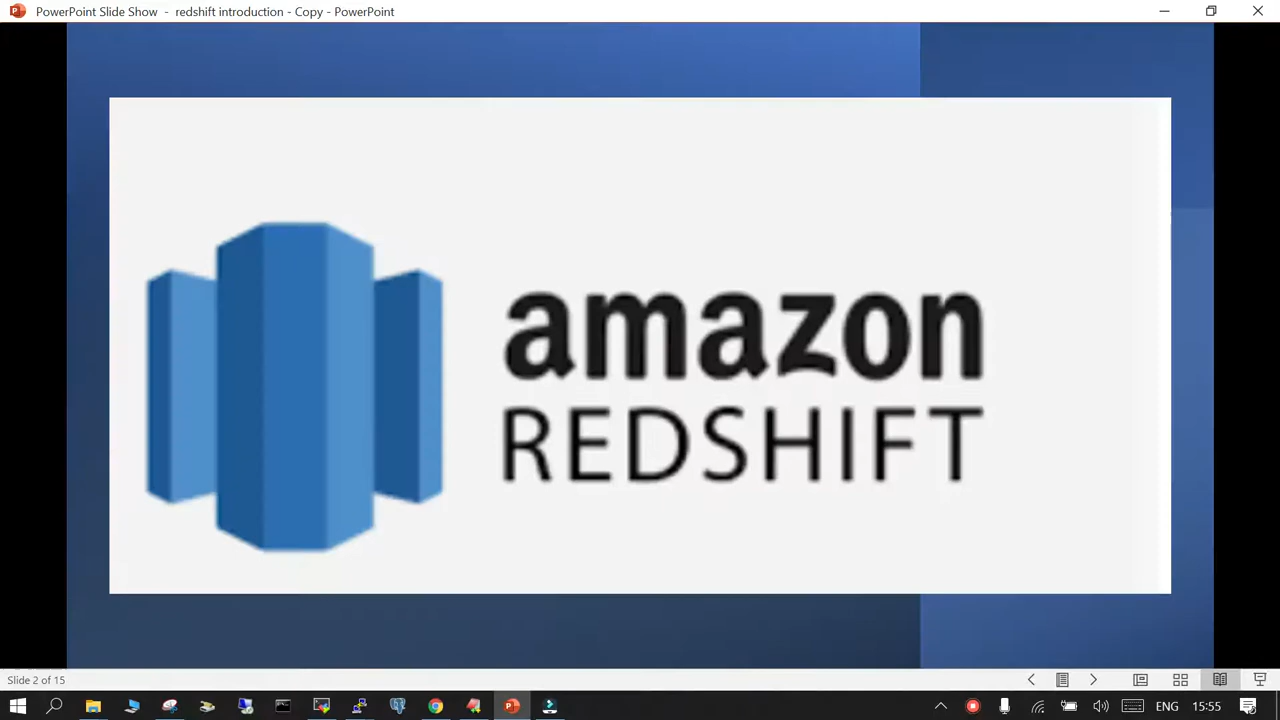 PowerPoint Slide Show - redshift introduction - Copy - PowerPoint
amazon
REDSHIFT
Slide 2 of 15
ENG 15:55